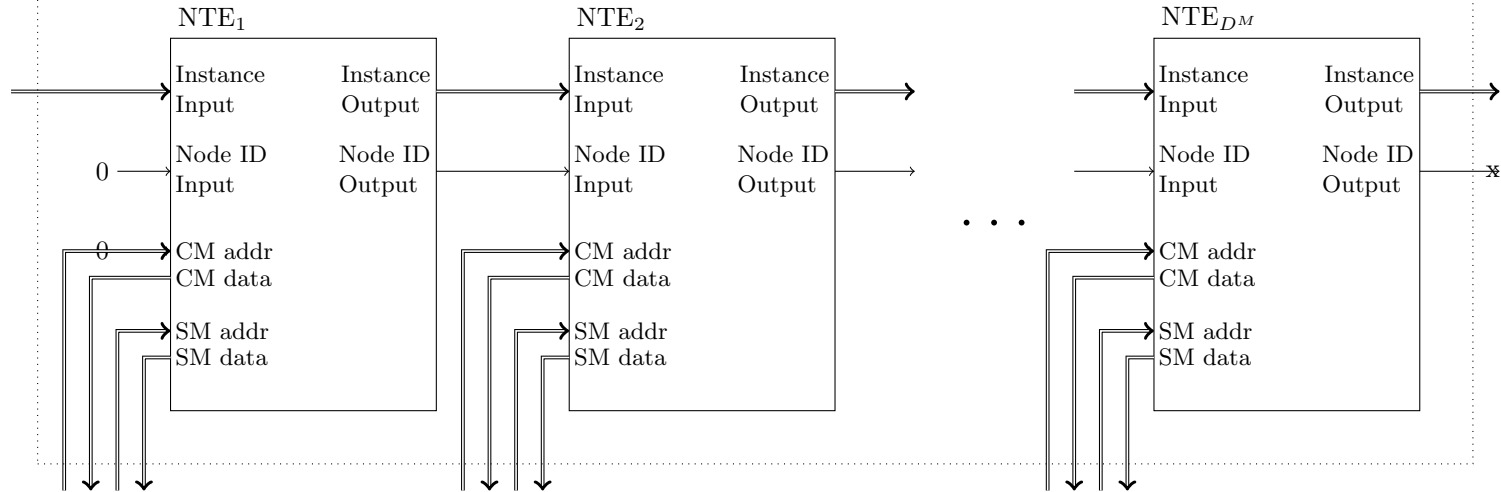 NTE₁ NTE₂ NTE_{D^M}
Instance Instance Instance Instance Instance Instance
Input Output Input Output Input Output
Node ID Node ID Node ID Node ID Node ID Node ID
0 x
Input Output Input Output Input Output
. . .
0 CM addr CM addr CM addr
CM data CM data CM data
SM addr SM addr SM addr
SM data SM data SM data